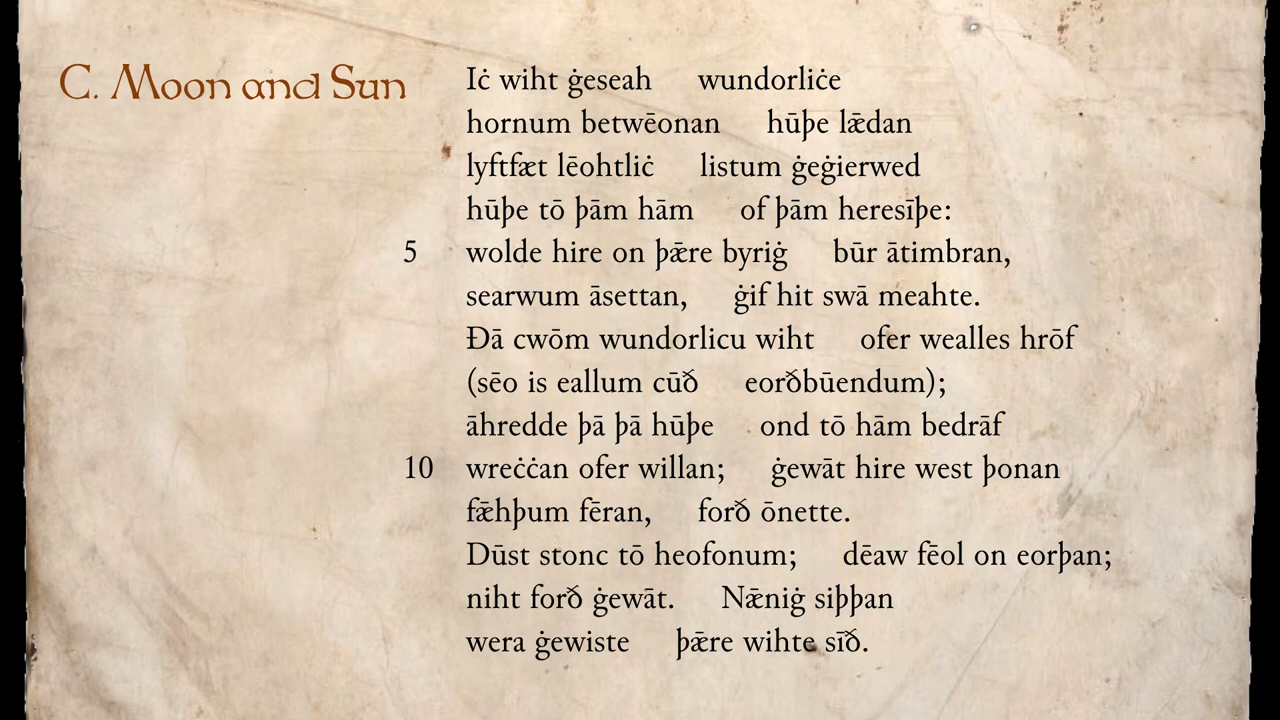 C. Moon and Sun
Iċ wiht ġeseah wundorliċe
hornum betwēonan hūþe lǣdan
lyftfæt lēohtliċ listum ġeġierwed
hūþe tō þām hām of þām heresīþe:
5 wolde hire on þǣre byriġ būr ātimbran,
searwum āsettan, ġif hit swā meahte.
Ðā cwōm wundorlicu wiht ofer wealles hrōf
(sēo is eallum cūð eorðbūendum);
āhredde þā þā hūþe ond tō hām bedrāf
10 wreċċan ofer willan; ġewāt hire west þonan
fǣhþum fēran, forð ōnette.
Dūst stonc tō heofonum; dēaw fēol on eorþan;
niht forð ġewāt. Nǣniġ siþþan
wera ġewiste þǣre wihte sīð.